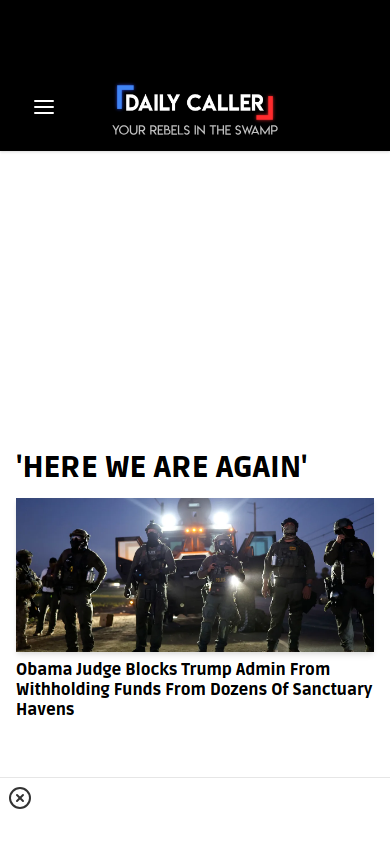 DAILY CALLER
YOUR REBELS IN THE SWAMP
'HERE WE ARE AGAIN'
Obama Judge Blocks Trump Admin From
Withholding Funds From Dozens Of Sanctuary
Havens